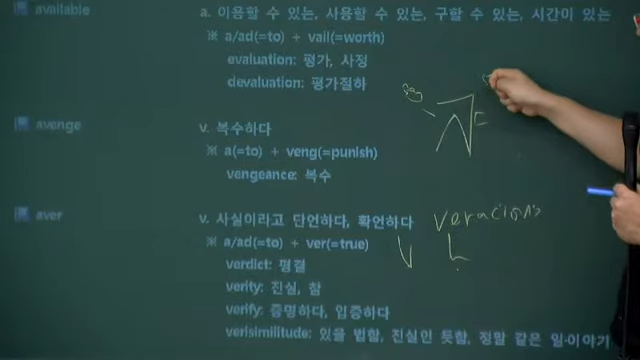 available a. 이용할 수 있는, 사용할 수 있는, 구할 수 있는, 시간이 있는
※ a/ad(=to) + vail(=worth)
evaluation: 평가, 사정
devaluation: 평가절하
avenge v. 복수하다
※ a(=to) + veng(=punish)
vengeance: 복수
aver v. 사실이라고 단언하다, 확언하다
※ a/ad(=to) + ver(=true)
verdict: 평결
verity: 진실, 참
verify: 증명하다, 입증하다
verisimilitude: 있을 법함, 진실인 듯함, 정말 같은 일·이야기
veracious